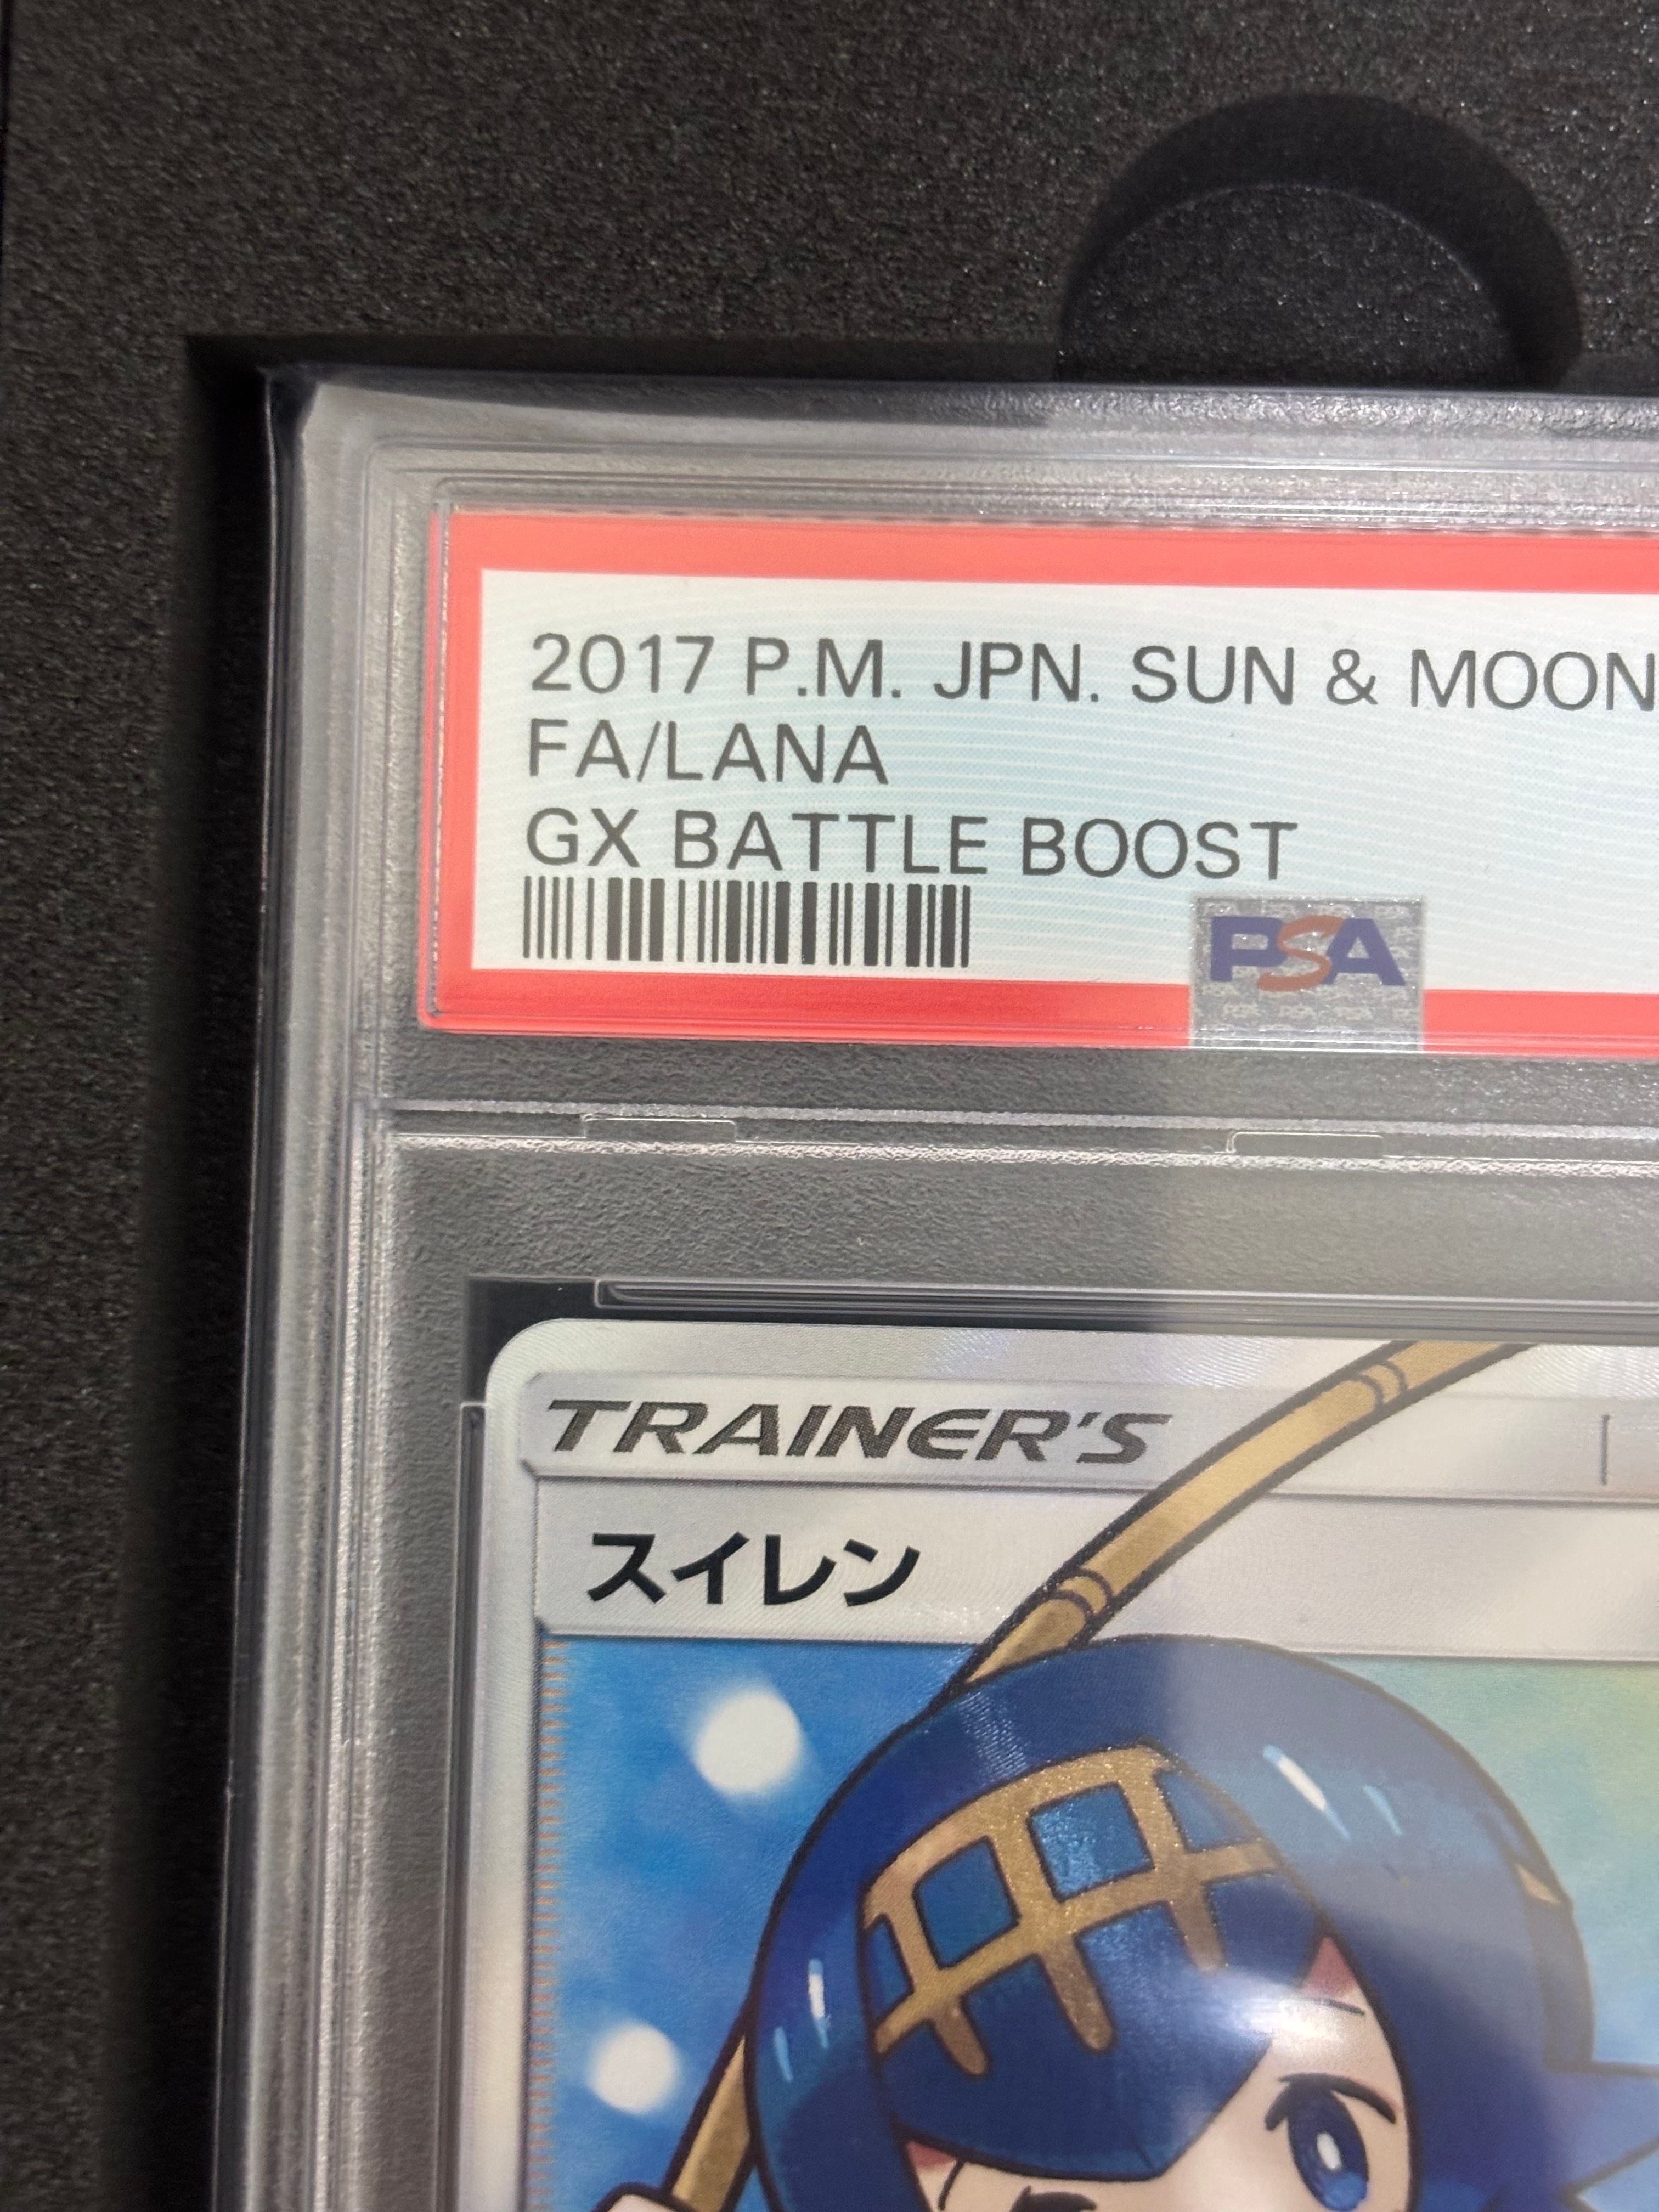 2017 P.M. JPN. SUN & MOON
FA/LANA
GX BATTLE BOOST
PSA
TRAINER'S
スイレン